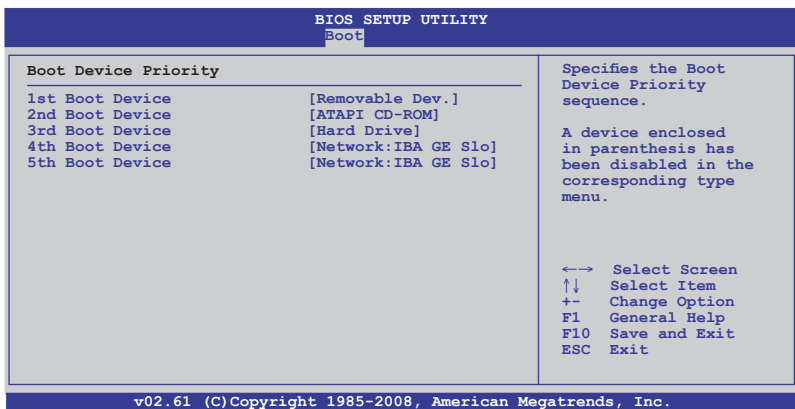 BIOS SETUP UTILITY
Boot
Boot Device Priority
1st Boot Device [Removable Dev.]
2nd Boot Device [ATAPI CD-ROM]
3rd Boot Device [Hard Drive]
4th Boot Device [Network:IBA GE Slo]
5th Boot Device [Network:IBA GE Slo]
Specifies the Boot
Device Priority
sequence.
A device enclosed
in parenthesis has
been disabled in the
corresponding type
menu.
←→ Select Screen
↑↓ Select Item
+- Change Option
F1 General Help
F10 Save and Exit
ESC Exit
v02.61 (C)Copyright 1985-2008, American Megatrends, Inc.